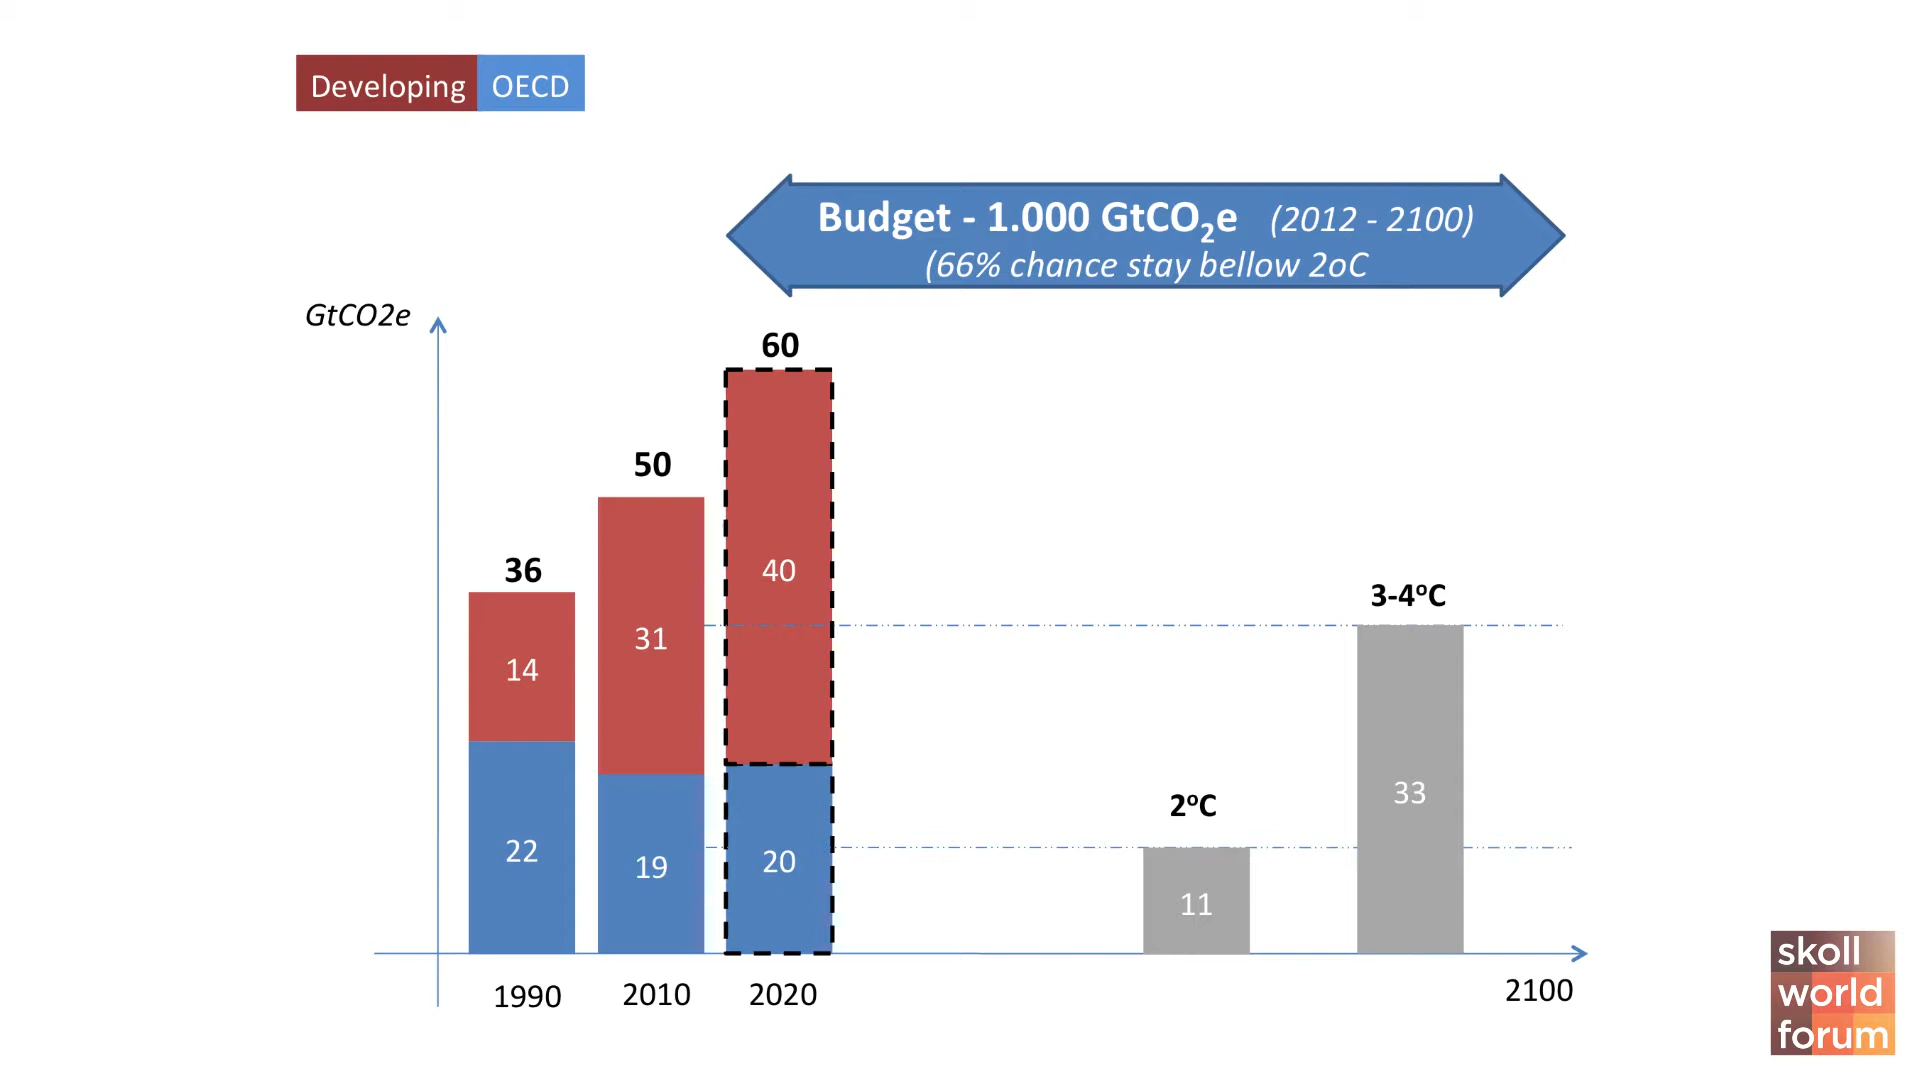 Developing OECD
Budget - 1.000 GtCO2e (2012 - 2100)
(66% chance stay bellow 2oC
GtCO2e
60
50
36
40
31
14
3-4ºC
33
2ºC
11
22
19
20
1990 2010 2020 2100
skoll
world
forum